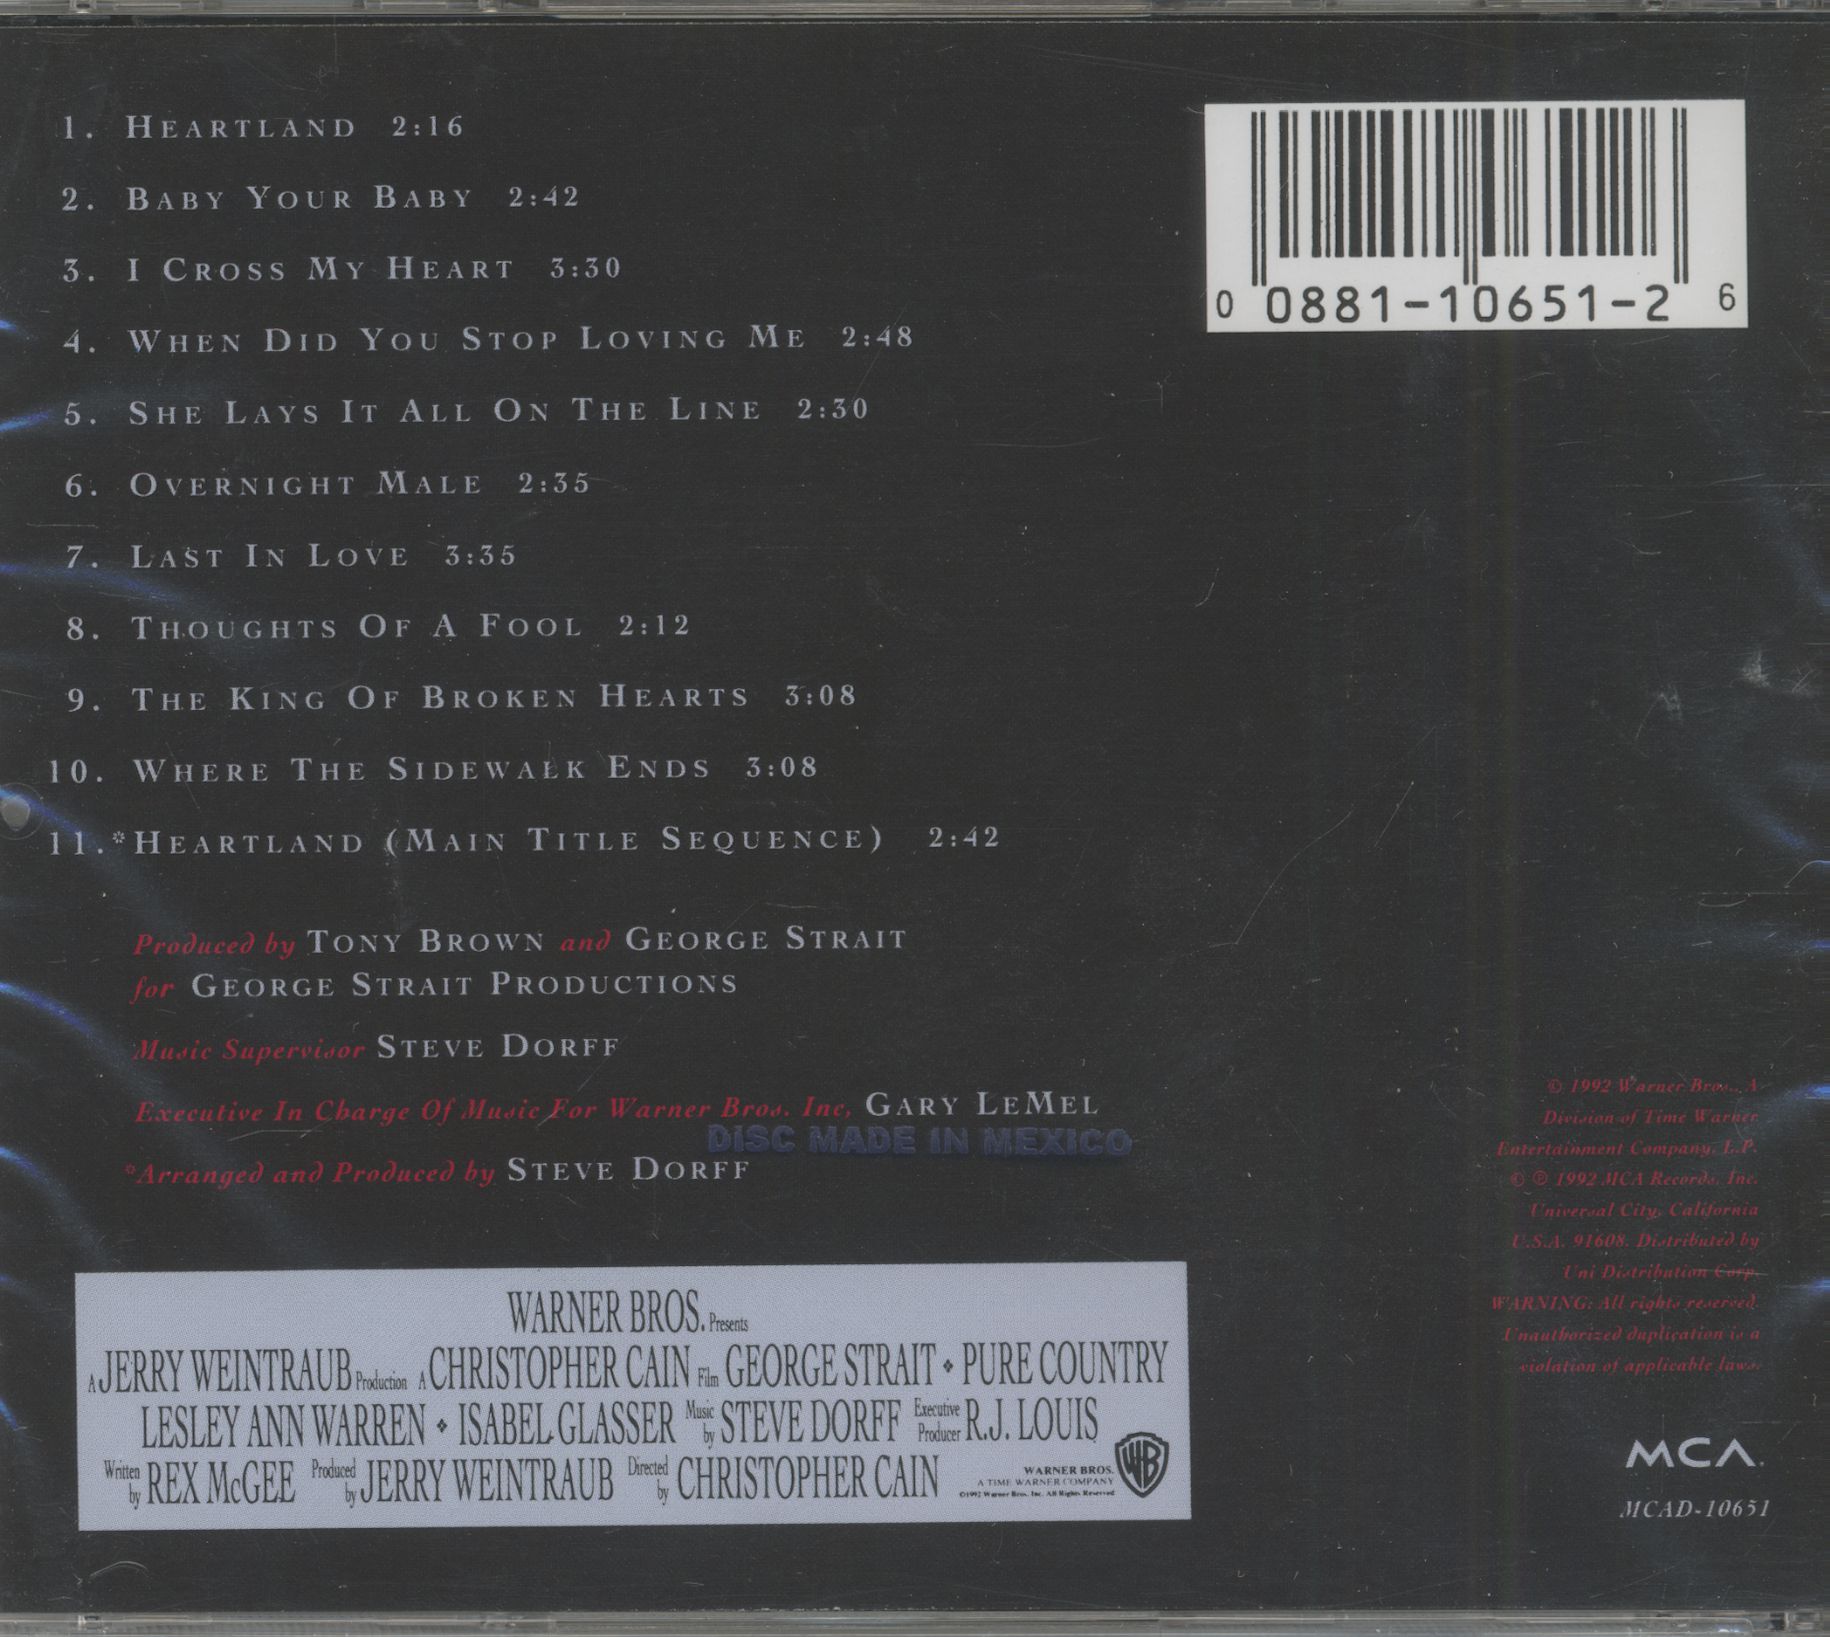 1. HEARTLAND 2:16
2. BABY YOUR BABY 2:42
3. I CROSS MY HEART 3:30
4. WHEN DID YOU STOP LOVING ME 2:48
5. SHE LAYS IT ALL ON THE LINE 2:30
6. OVERNIGHT MALE 2:35
7. LAST IN LOVE 3:35
8. THOUGHTS OF A FOOL 2:12
9. THE KING OF BROKEN HEARTS 3:08
10. WHERE THE SIDEWALK ENDS 3:08
11.*HEARTLAND (MAIN TITLE SEQUENCE) 2:42
0 0881-10651-2 6
Produced by TONY BROWN and GEORGE STRAIT
for GEORGE STRAIT PRODUCTIONS
Music Supervisor STEVE DORFF
Executive In Charge Of Music For Warner Bros. Inc, GARY LEMEL
DISC MADE IN MEXICO
*Arranged and Produced by STEVE DORFF
© 1992 Warner Bros., A
Division of Time Warner
Entertainment Company, L.P.
© ℗ 1992 MCA Records, Inc.
Universal City, California
U.S.A. 91608. Distributed by
Uni Distribution Corp.
WARNING: All rights reserved.
Unauthorized duplication is a
violation of applicable laws.
WARNER BROS. Presents
A JERRY WEINTRAUB Production A CHRISTOPHER CAIN Film GEORGE STRAIT ❖ PURE COUNTRY
LESLEY ANN WARREN ❖ ISABEL GLASSER Music by STEVE DORFF Executive Producer R.J. LOUIS
Written by REX McGEE Produced by JERRY WEINTRAUB Directed by CHRISTOPHER CAIN
WARNER BROS.
A TIME WARNER COMPANY
©1992 Warner Bros. Inc. All Rights Reserved
WB
MCA.
MCAD-10651